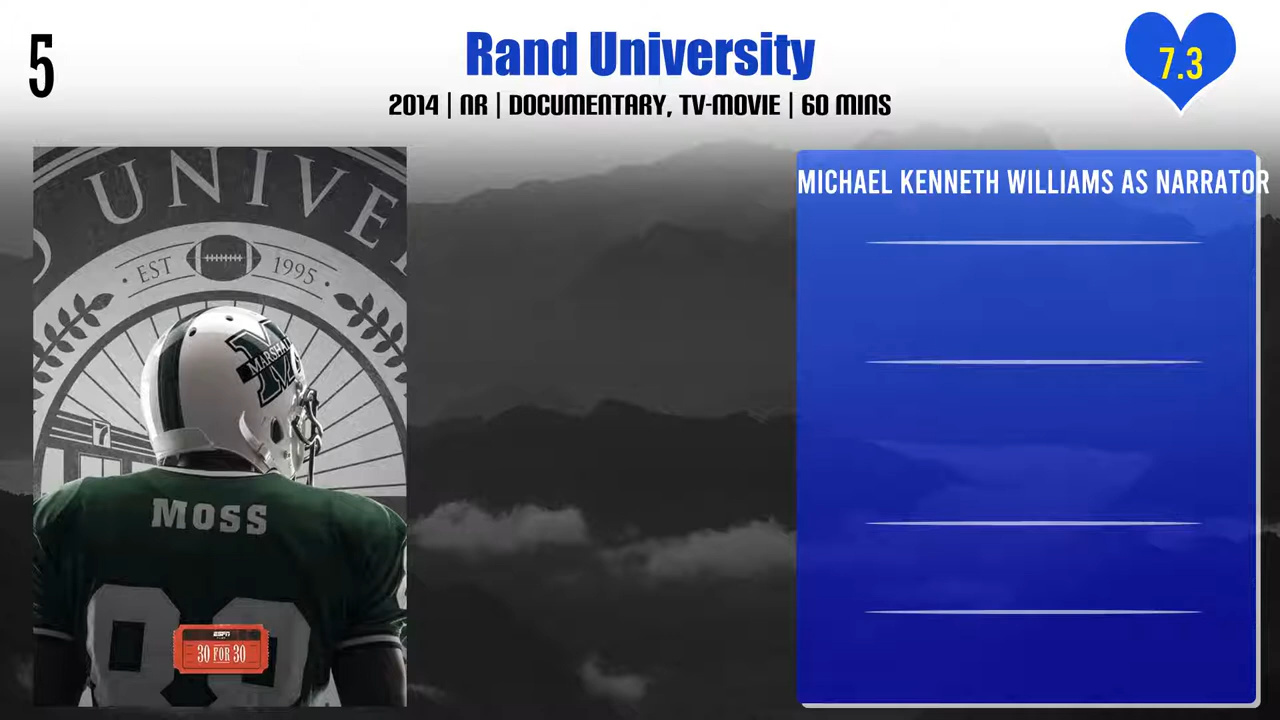 5
Rand University
7.3
2014 | NR | DOCUMENTARY, TV-MOVIE | 60 MINS
UNIVE
EST 1995
MARSHALL
MOSS
ESPN
30 FOR 30
MICHAEL KENNETH WILLIAMS AS NARRATOR